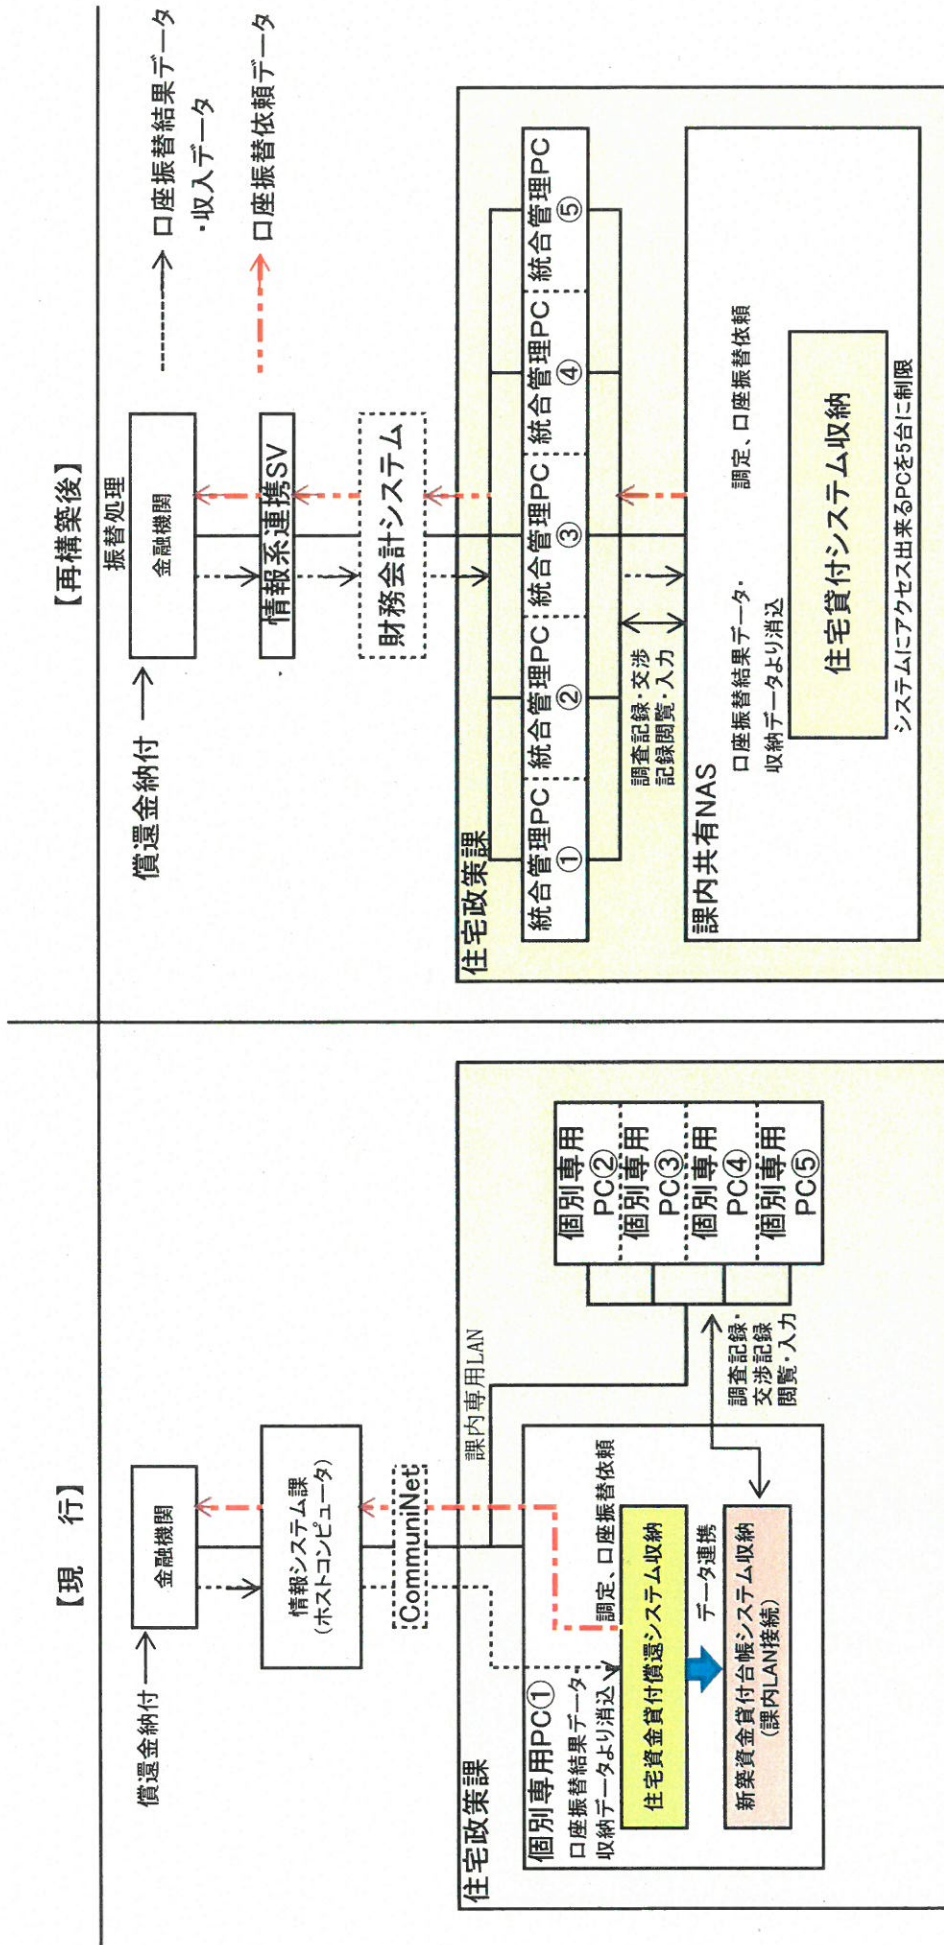 【現　行】
償還金納付
金融機関
情報システム課
(ホストコンピュータ)
CommuniNet
住宅政策課
課内専用LAN
個別専用PC①
口座振替結果データ・
収納データより消込
調定、口座振替依頼
住宅資金貸付償還システム収納
データ連携
新築資金貸付台帳システム収納
(課内LAN接続)
個別専用
PC②
個別専用
PC③
個別専用
PC④
個別専用
PC⑤
調査記録・
交渉記録
閲覧・入力
【再構築後】
償還金納付
振替処理
金融機関
情報系連携SV
財務会計システム
口座振替結果データ
・収入データ
口座振替依頼データ
住宅政策課
統合管理PC
①
統合管理PC
②
統合管理PC
③
統合管理PC
④
統合管理PC
⑤
調査記録・交渉
記録閲覧・入力
課内共有NAS
口座振替結果データ・
収納データより消込
調定、口座振替依頼
住宅貸付システム収納
システムにアクセス出来るPCを5台に制限